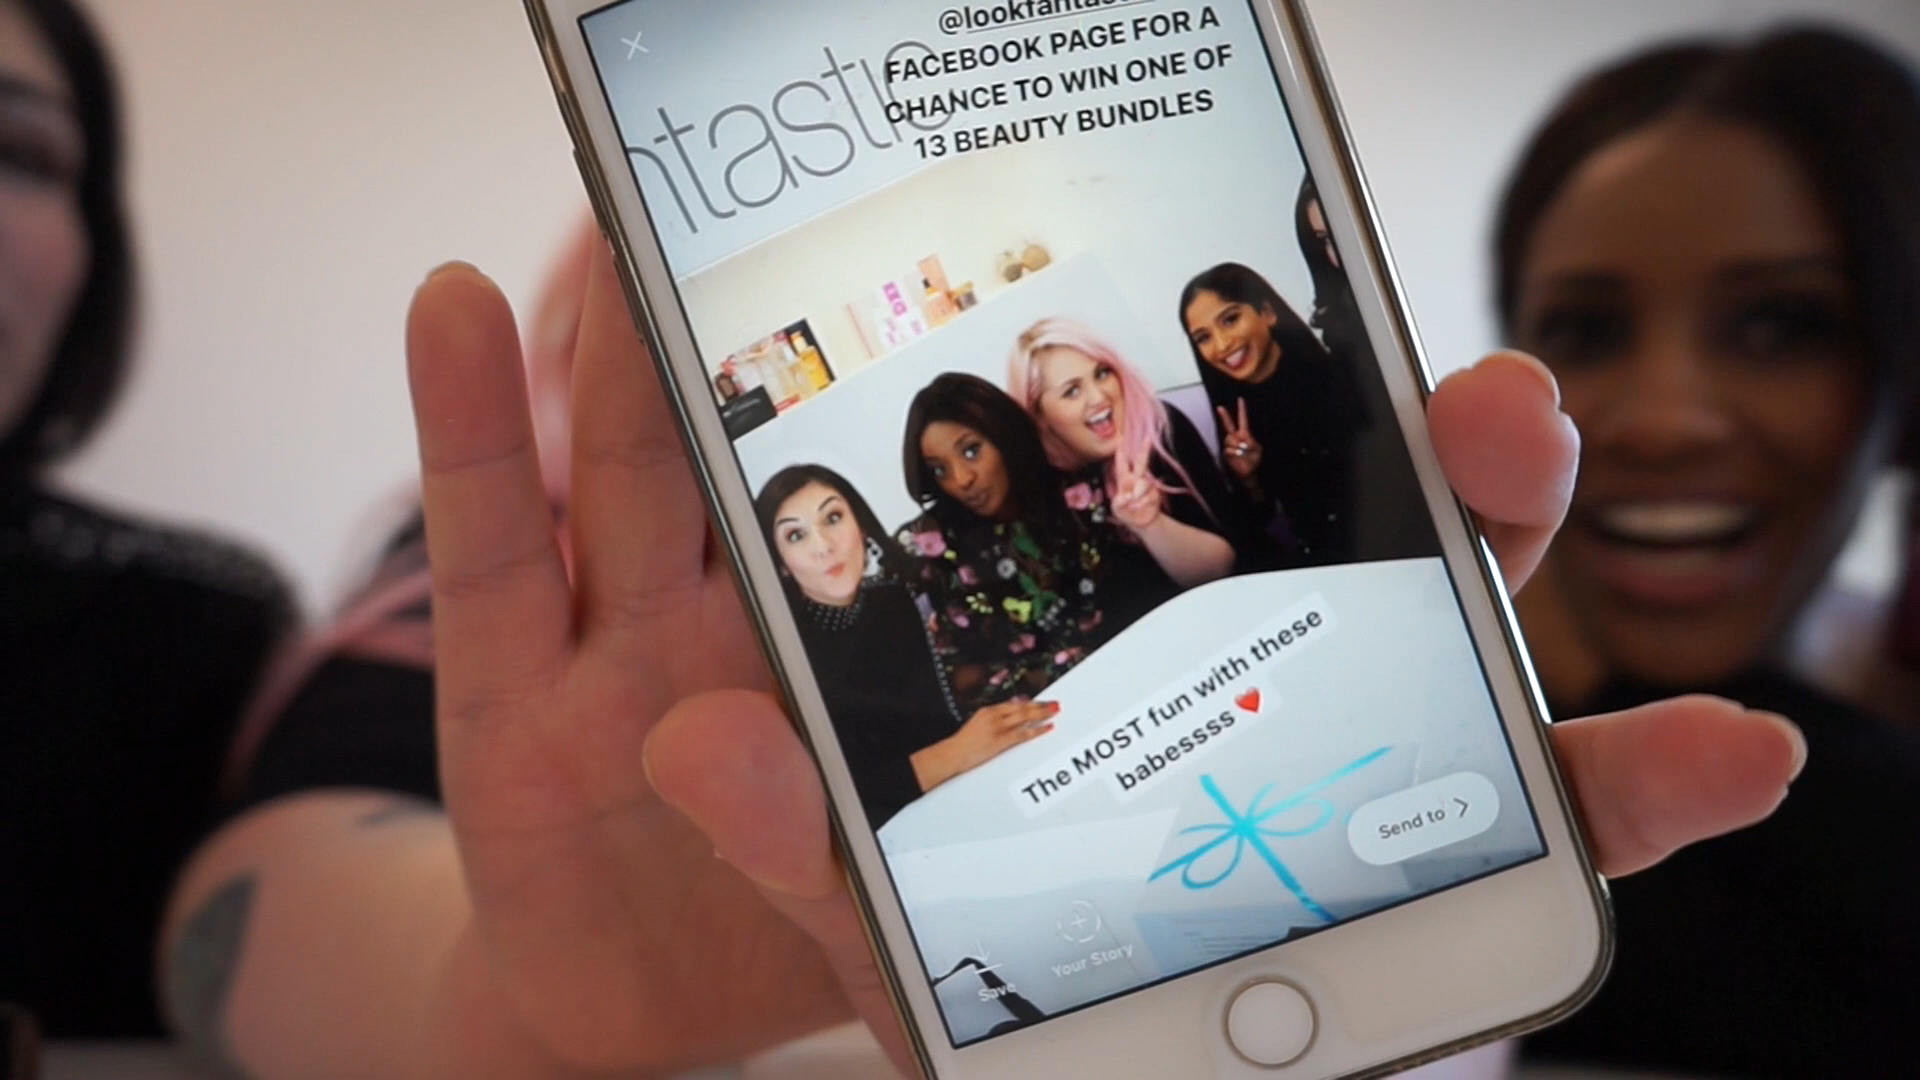 @lookfantas
FACEBOOK PAGE FOR A
CHANCE TO WIN ONE OF
13 BEAUTY BUNDLES
ntastic
The MOST fun with these
babessss ❤️
Send to >
Your Story
Save